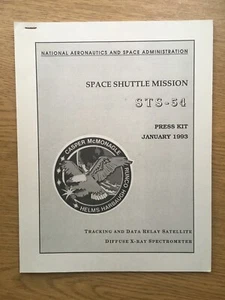 NATIONAL AERONAUTICS AND SPACE ADMINISTRATION
SPACE SHUTTLE MISSION
STS-54
PRESS KIT
JANUARY 1993
CASPER McMONAGLE
RUNCO HELMS HARBAUGH
TRACKING AND DATA RELAY SATELLITE
DIFFUSE X-RAY SPECTROMETER